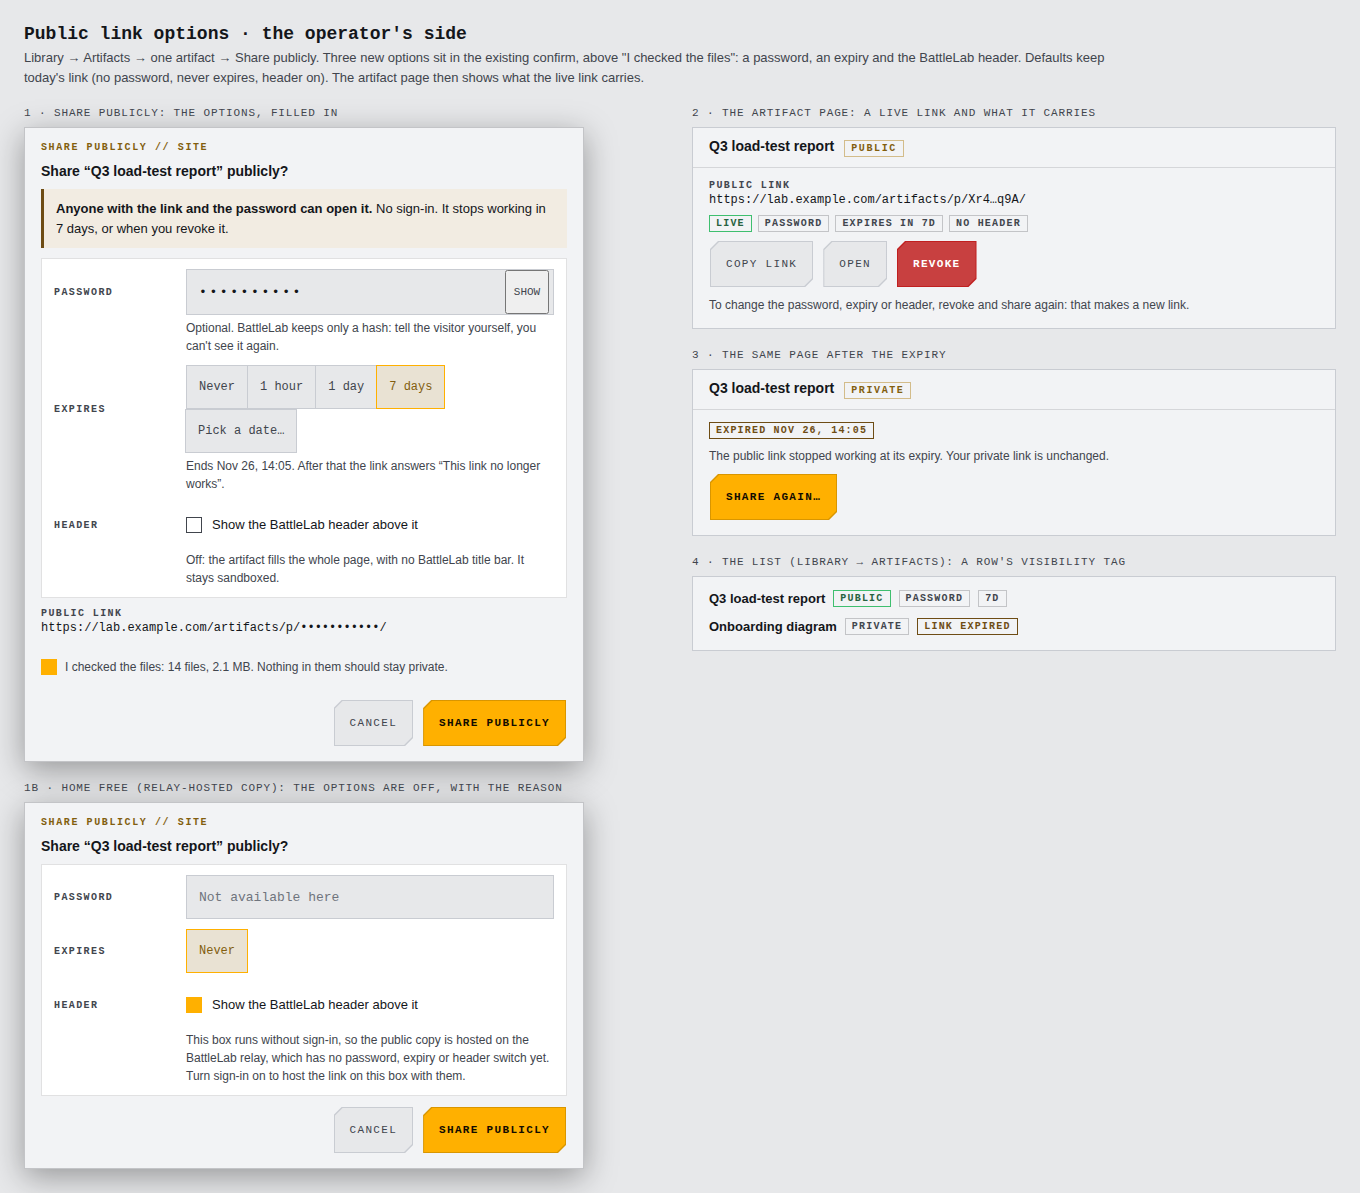 Public link options · the operator's side
Library → Artifacts → one artifact → Share publicly. Three new options sit in the existing confirm, above "I checked the files": a password, an expiry and the BattleLab header. Defaults keep
today's link (no password, never expires, header on). The artifact page then shows what the live link carries.
1 · SHARE PUBLICLY: THE OPTIONS, FILLED IN
SHARE PUBLICLY // SITE
Share “Q3 load-test report” publicly?
Anyone with the link and the password can open it. No sign-in. It stops working in
7 days, or when you revoke it.
PASSWORD
••••••••••
SHOW
Optional. BattleLab keeps only a hash: tell the visitor yourself, you
can't see it again.
EXPIRES
Never
1 hour
1 day
7 days
Pick a date…
Ends Nov 26, 14:05. After that the link answers “This link no longer
works”.
HEADER
Show the BattleLab header above it
Off: the artifact fills the whole page, with no BattleLab title bar. It
stays sandboxed.
PUBLIC LINK
https://lab.example.com/artifacts/p/•••••••••••/
I checked the files: 14 files, 2.1 MB. Nothing in them should stay private.
CANCEL
SHARE PUBLICLY
1B · HOME FREE (RELAY-HOSTED COPY): THE OPTIONS ARE OFF, WITH THE REASON
SHARE PUBLICLY // SITE
Share “Q3 load-test report” publicly?
PASSWORD
Not available here
EXPIRES
Never
HEADER
Show the BattleLab header above it
This box runs without sign-in, so the public copy is hosted on the
BattleLab relay, which has no password, expiry or header switch yet.
Turn sign-in on to host the link on this box with them.
CANCEL
SHARE PUBLICLY
2 · THE ARTIFACT PAGE: A LIVE LINK AND WHAT IT CARRIES
Q3 load-test report
PUBLIC
PUBLIC LINK
https://lab.example.com/artifacts/p/Xr4…q9A/
LIVE
PASSWORD
EXPIRES IN 7D
NO HEADER
COPY LINK
OPEN
REVOKE
To change the password, expiry or header, revoke and share again: that makes a new link.
3 · THE SAME PAGE AFTER THE EXPIRY
Q3 load-test report
PRIVATE
EXPIRED NOV 26, 14:05
The public link stopped working at its expiry. Your private link is unchanged.
SHARE AGAIN…
4 · THE LIST (LIBRARY → ARTIFACTS): A ROW'S VISIBILITY TAG
Q3 load-test report
PUBLIC
PASSWORD
7D
Onboarding diagram
PRIVATE
LINK EXPIRED